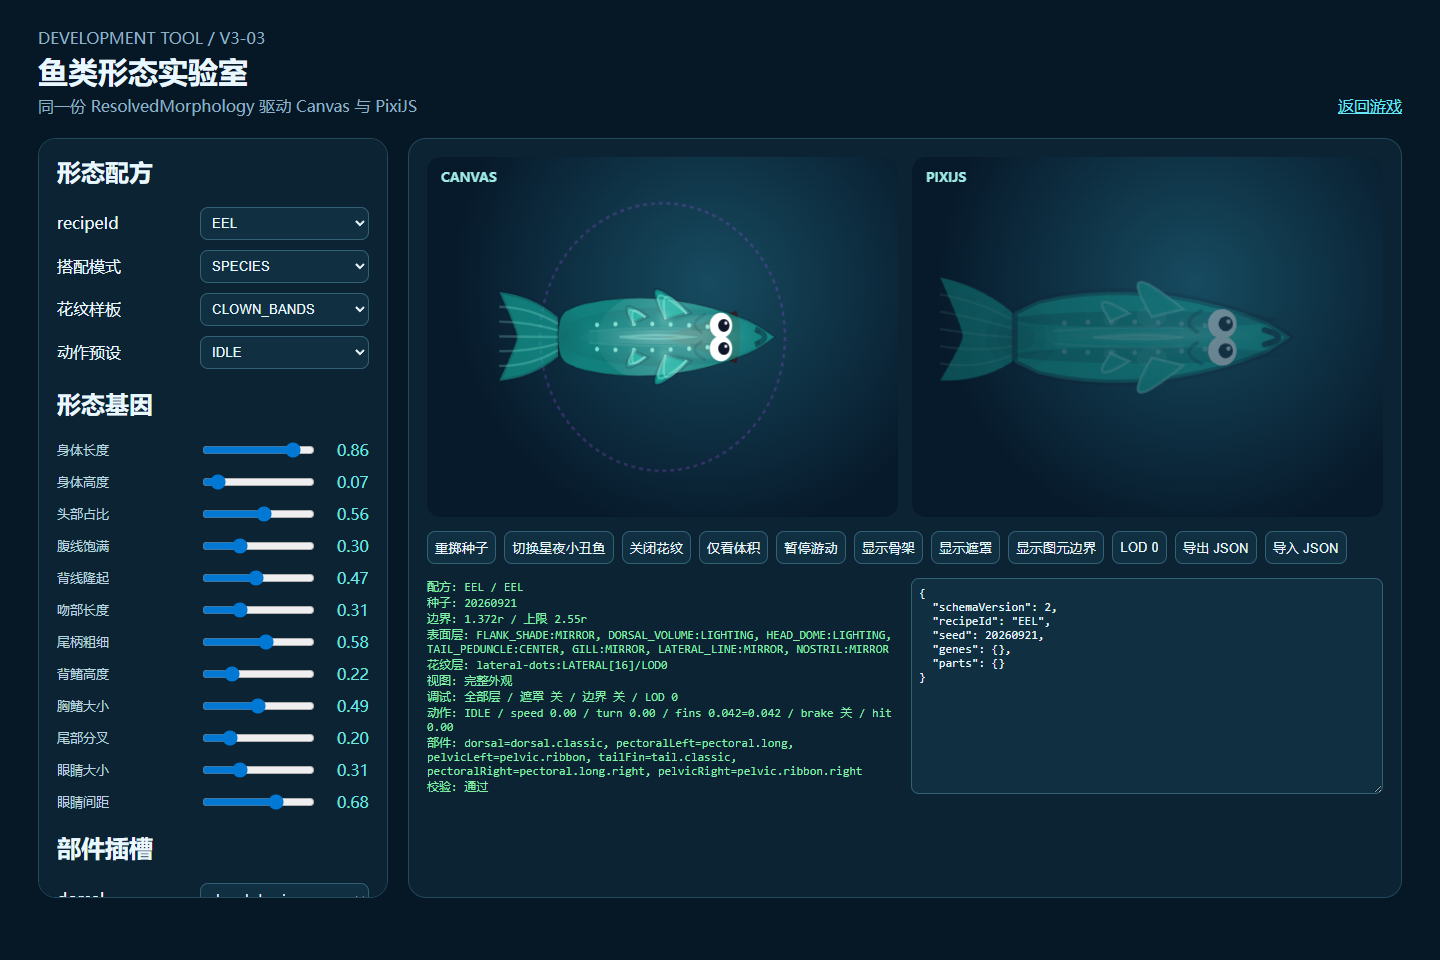 DEVELOPMENT TOOL / V3-03
鱼类形态实验室
同一份 ResolvedMorphology 驱动 Canvas 与 PixiJS
返回游戏
形态配方
recipeId EEL
搭配模式 SPECIES
花纹样板 CLOWN_BANDS
动作预设 IDLE
形态基因
身体长度 0.86
身体高度 0.07
头部占比 0.56
腹线饱满 0.30
背线隆起 0.47
吻部长度 0.31
尾柄粗细 0.58
背鳍高度 0.22
胸鳍大小 0.49
尾部分叉 0.20
眼睛大小 0.31
眼睛间距 0.68
部件插槽
CANVAS
PIXIJS
重掷种子 切换星夜小丑鱼 关闭花纹 仅看体积 暂停游动 显示骨架 显示遮罩 显示图元边界 LOD 0 导出 JSON 导入 JSON
配方: EEL / EEL
种子: 20260921
边界: 1.372r / 上限 2.55r
表面层: FLANK_SHADE:MIRROR, DORSAL_VOLUME:LIGHTING, HEAD_DOME:LIGHTING,
TAIL_PEDUNCLE:CENTER, GILL:MIRROR, LATERAL_LINE:MIRROR, NOSTRIL:MIRROR
花纹层: lateral-dots:LATERAL[16]/LOD0
视图: 完整外观
调试: 全部层 / 遮罩 关 / 边界 关 / LOD 0
动作: IDLE / speed 0.00 / turn 0.00 / fins 0.042=0.042 / brake 关 / hit
0.00
部件: dorsal=dorsal.classic, pectoralLeft=pectoral.long,
pelvicLeft=pelvic.ribbon, tailFin=tail.classic,
pectoralRight=pectoral.long.right, pelvicRight=pelvic.ribbon.right
校验: 通过
{
"schemaVersion": 2,
"recipeId": "EEL",
"seed": 20260921,
"genes": {},
"parts": {}
}